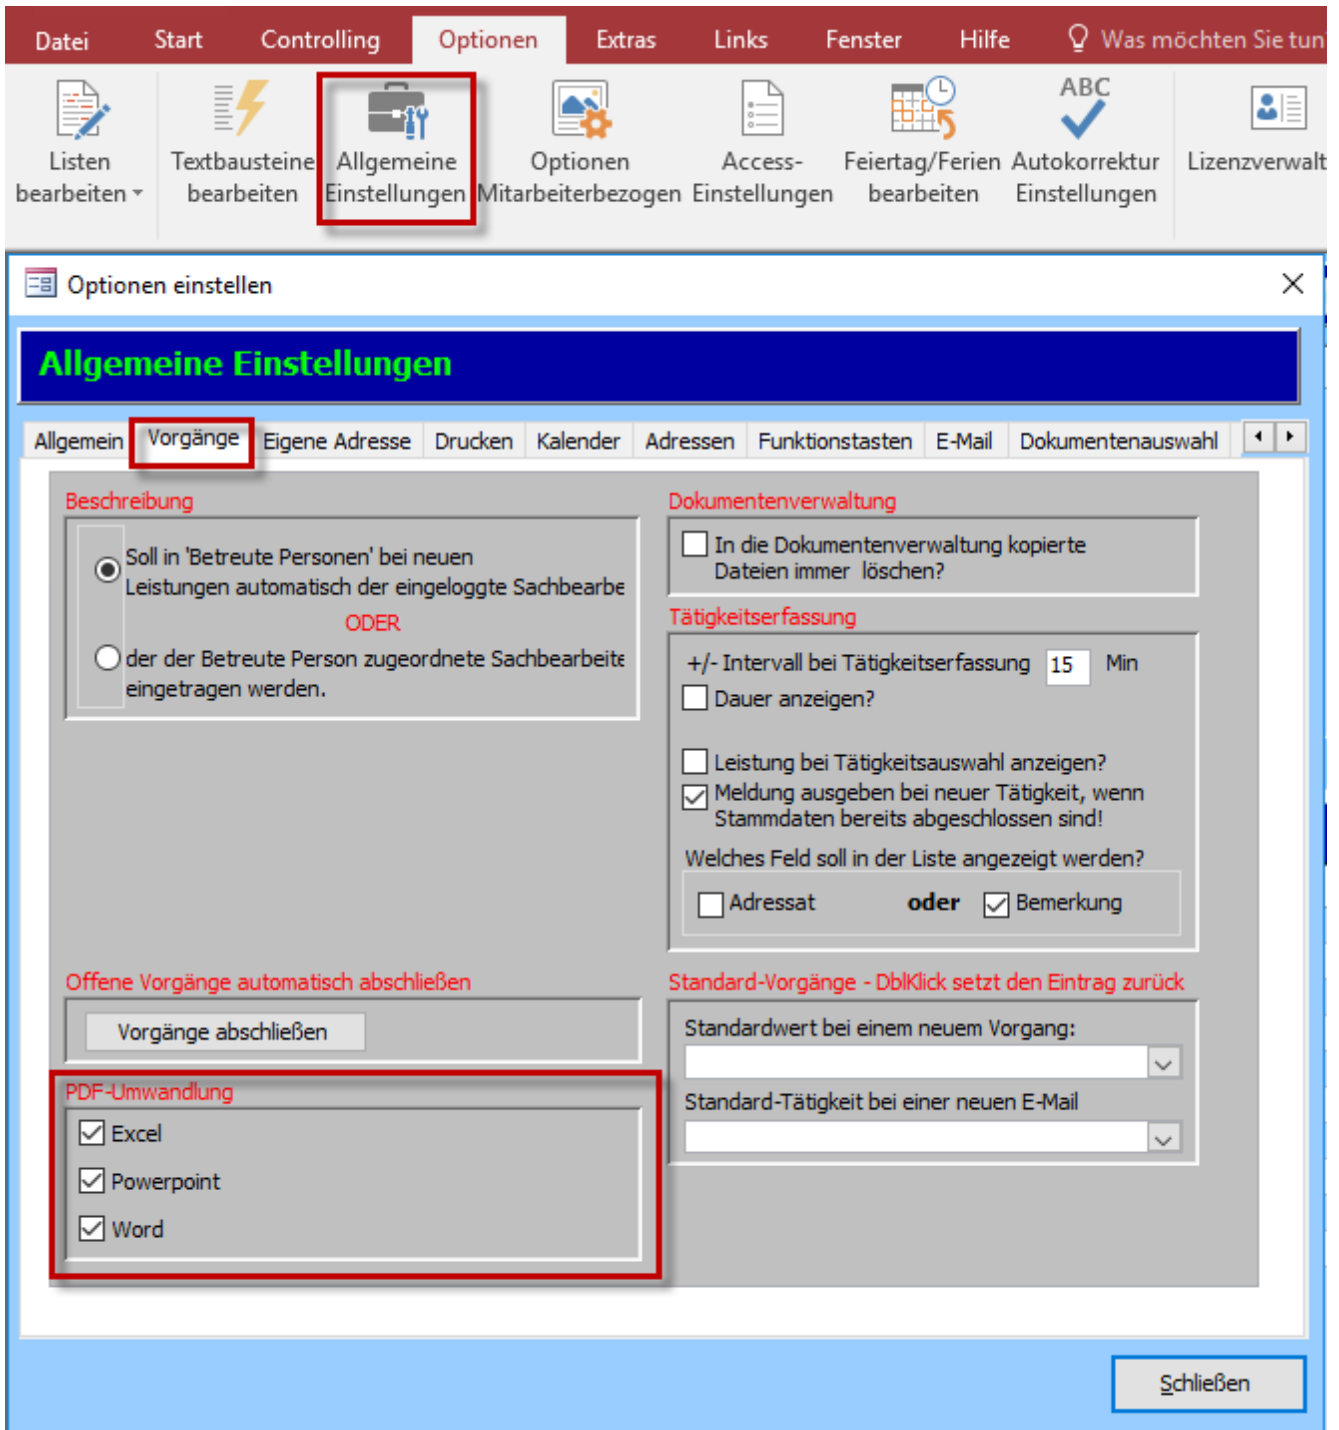 Datei Start Controlling Optionen Extras Links Fenster Hilfe Was möchten Sie tun
ABC
Listen Textbausteine Allgemeine Optionen Access- Feiertag/Ferien Autokorrektur Lizenzverwalt
bearbeiten bearbeiten Einstellungen Mitarbeiterbezogen Einstellungen bearbeiten Einstellungen
Optionen einstellen
Allgemeine Einstellungen
Allgemein Vorgänge Eigene Adresse Drucken Kalender Adressen Funktionstasten E-Mail Dokumentenauswahl
Beschreibung
Soll in 'Betreute Personen' bei neuen
Leistungen automatisch der eingeloggte Sachbearbe
ODER
der der Betreute Person zugeordnete Sachbearbeite
eingetragen werden.
Dokumentenverwaltung
In die Dokumentenverwaltung kopierte
Dateien immer löschen?
Tätigkeitserfassung
+/- Intervall bei Tätigkeitserfassung 15 Min
Dauer anzeigen?
Leistung bei Tätigkeitsauswahl anzeigen?
Meldung ausgeben bei neuer Tätigkeit, wenn
Stammdaten bereits abgeschlossen sind!
Welches Feld soll in der Liste angezeigt werden?
Adressat oder Bemerkung
Offene Vorgänge automatisch abschließen
Vorgänge abschließen
Standard-Vorgänge - DblKlick setzt den Eintrag zurück
Standardwert bei einem neuem Vorgang:
Standard-Tätigkeit bei einer neuen E-Mail
PDF-Umwandlung
Excel
Powerpoint
Word
Schließen